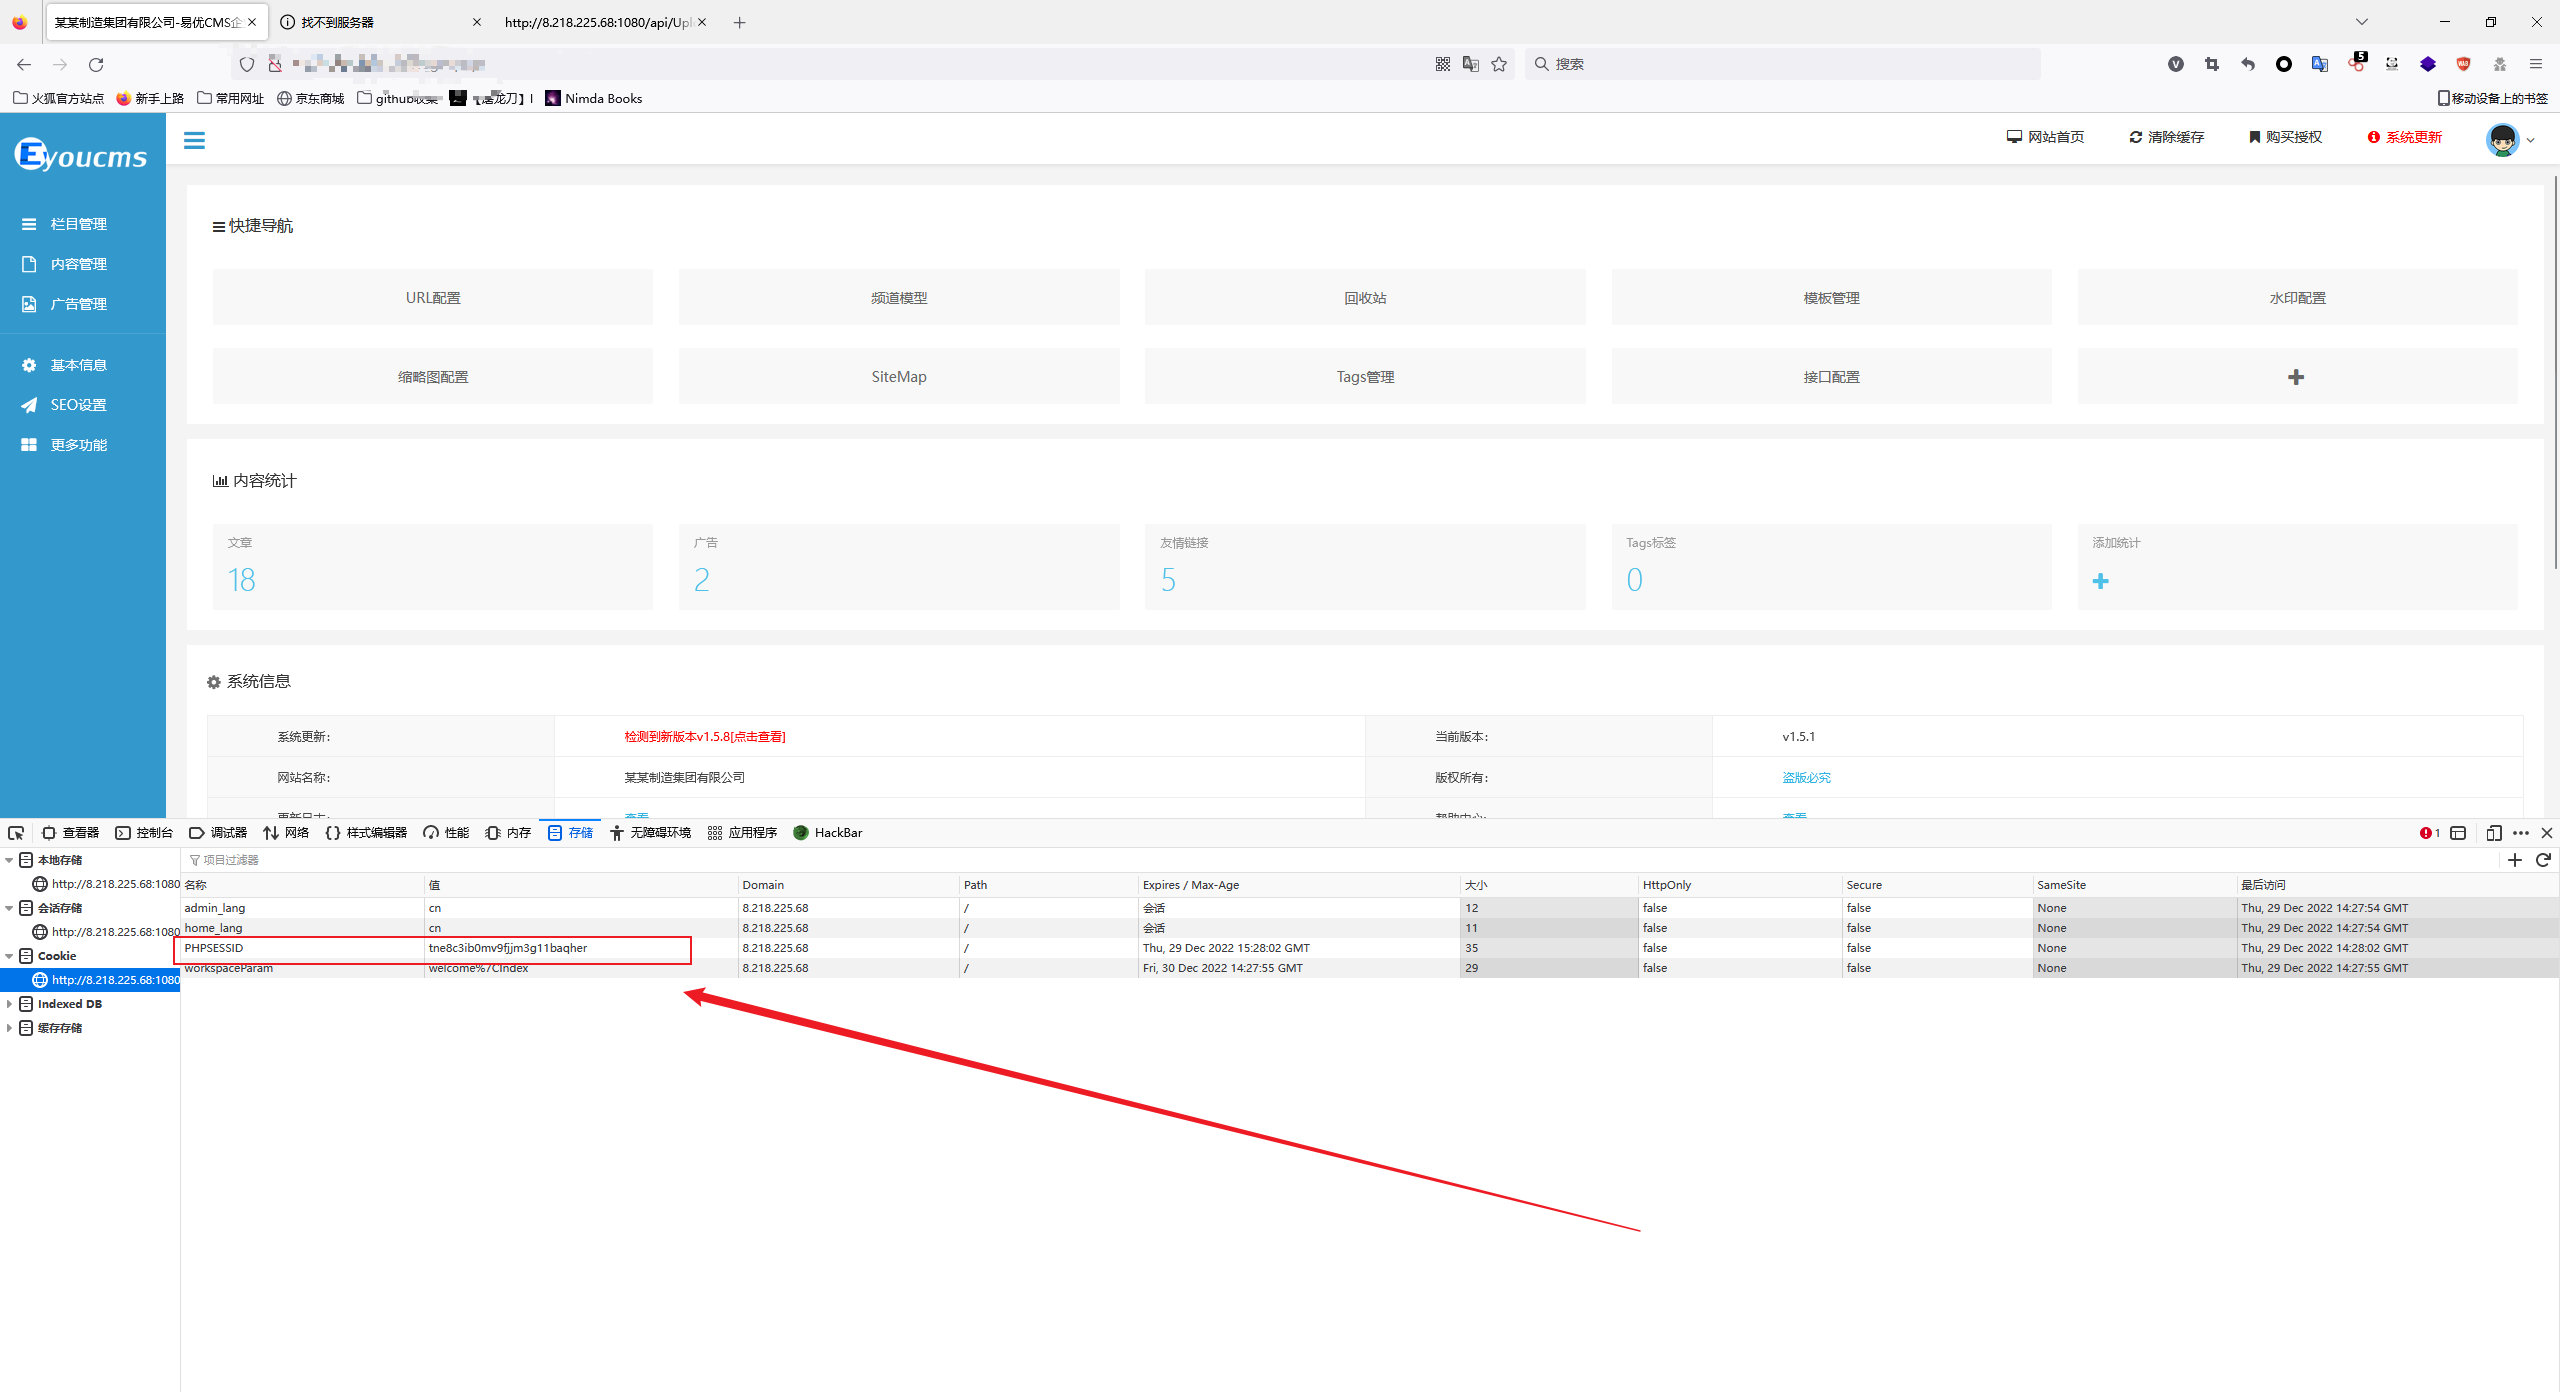 某某制造集团有限公司-易优CMS企
找不到服务器
http://8.218.225.68:1080/api/Upl
搜索
5
火狐官方站点
新手上路
常用网址
京东商城
Nimda Books
移动设备上的书签
Eyoucms
网站首页
清除缓存
购买授权
系统更新
栏目管理
内容管理
广告管理
基本信息
SEO设置
更多功能
快捷导航
URL配置
频道模型
回收站
模板管理
水印配置
缩略图配置
SiteMap
Tags管理
接口配置
内容统计
文章
广告
友情链接
Tags标签
添加统计
18
2
5
0
系统信息
系统更新:
检测到新版本v1.5.8[点击查看]
当前版本:
v1.5.1
网站名称:
某某制造集团有限公司
版权所有:
盗版必究
更新日志:
查看
帮助中心:
查看
查看器
控制台
调试器
网络
样式编辑器
性能
内存
存储
无障碍环境
应用程序
HackBar
1
本地存储
http://8.218.225.68:1080
会话存储
http://8.218.225.68:1080
Cookie
http://8.218.225.68:1080
Indexed DB
缓存存储
项目过滤器
名称 值 Domain Path Expires / Max-Age 大小 HttpOnly Secure SameSite 最后访问
admin_lang cn 8.218.225.68 / 会话 12 false false None Thu, 29 Dec 2022 14:27:54 GMT
home_lang cn 8.218.225.68 / 会话 11 false false None Thu, 29 Dec 2022 14:27:54 GMT
PHPSESSID tne8c3ib0mv9fjjm3g11baqher 8.218.225.68 / Thu, 29 Dec 2022 15:28:02 GMT 35 false false None Thu, 29 Dec 2022 14:28:02 GMT
workspaceParam welcome%7CIndex 8.218.225.68 / Fri, 30 Dec 2022 14:27:55 GMT 29 false false None Thu, 29 Dec 2022 14:27:55 GMT